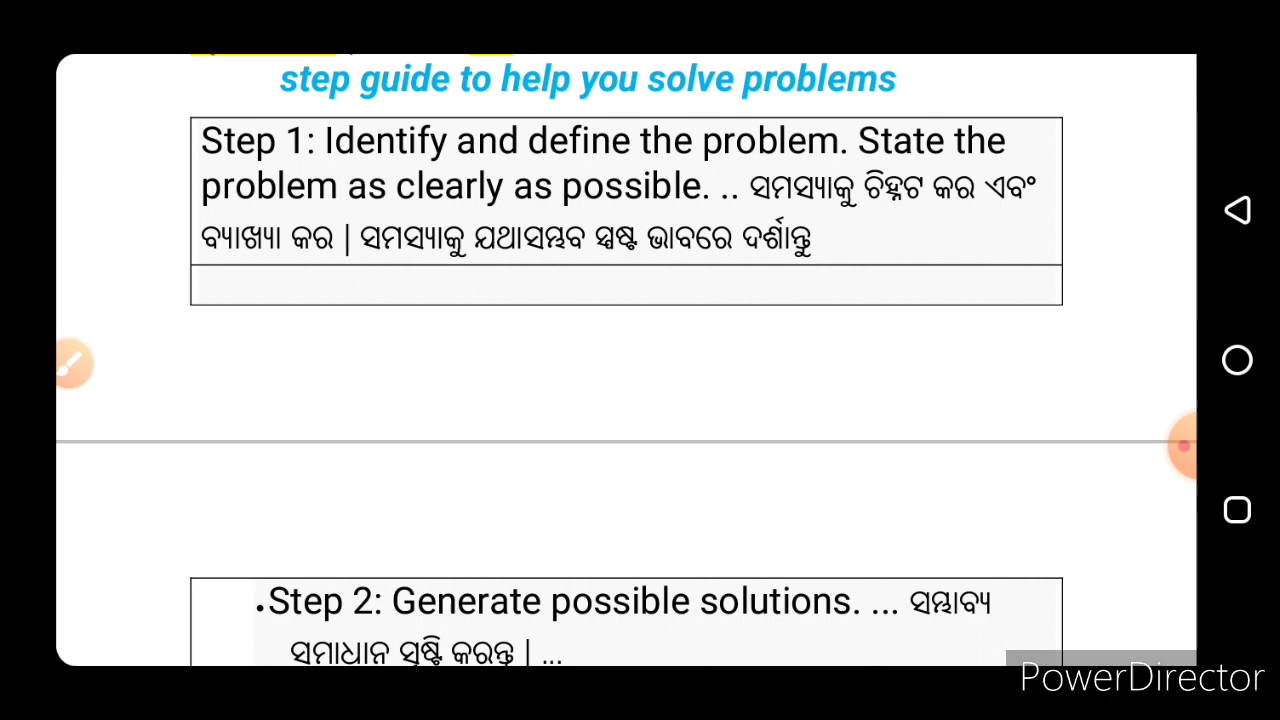 step guide to help you solve problems
Step 1: Identify and define the problem. State the
problem as clearly as possible. .. ସମସ୍ୟାକୁ ଚିହ୍ନଟ କର ଏବଂ
ବ୍ୟାଖ୍ୟା କର | ସମସ୍ୟାକୁ ଯଥାସମ୍ଭବ ସ୍ପଷ୍ଟ ଭାବରେ ଦର୍ଶାନ୍ତୁ
•Step 2: Generate possible solutions. ... ସମ୍ଭାବ୍ୟ
ସମାଧାନ ସୃଷ୍ଟି କରନ୍ତୁ | ...
PowerDirector